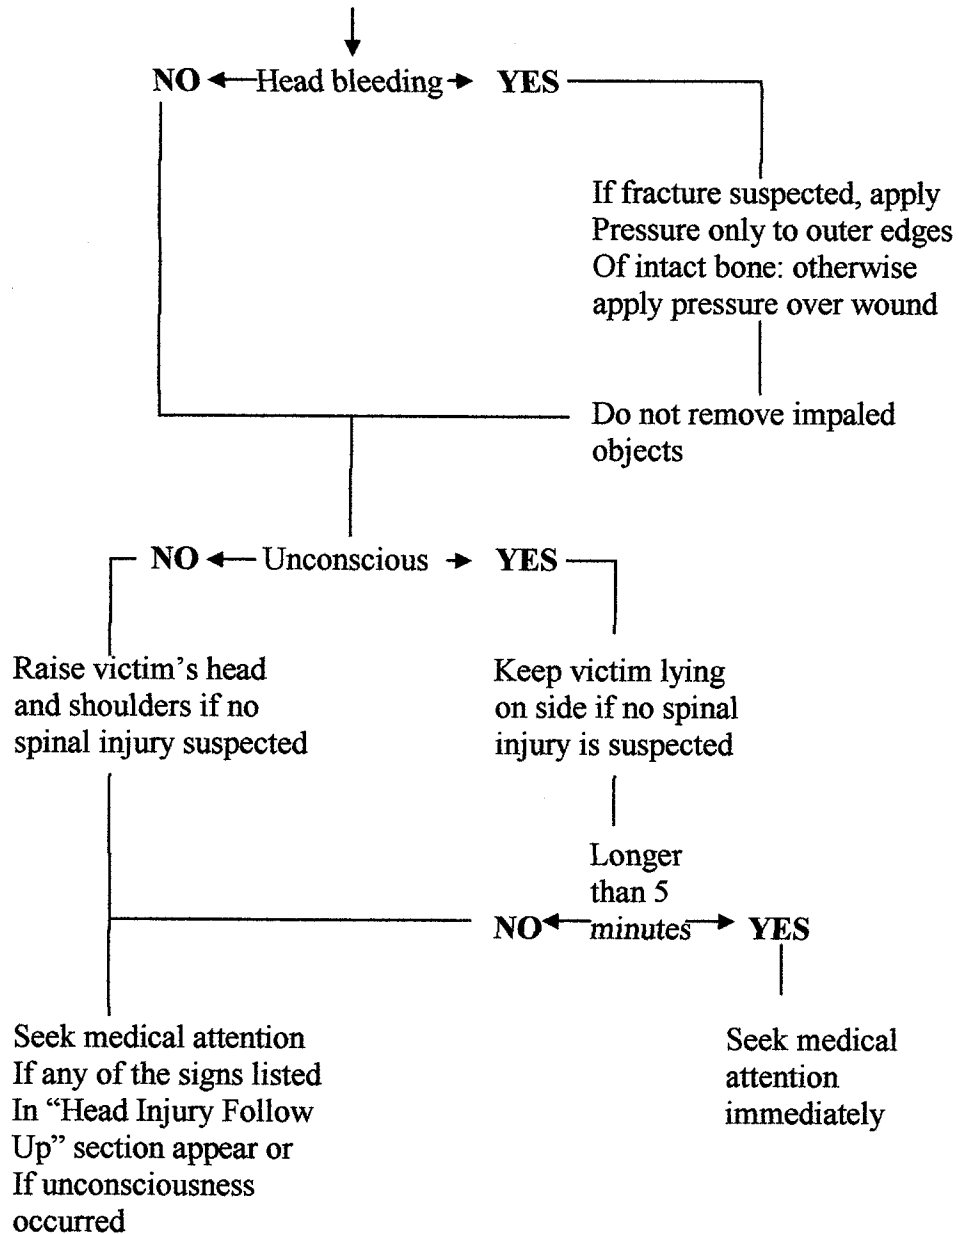 NO Head bleeding YES
If fracture suspected, apply
Pressure only to outer edges
Of intact bone: otherwise
apply pressure over wound
Do not remove impaled
objects
NO Unconscious YES
Raise victim's head
and shoulders if no
spinal injury suspected
Keep victim lying
on side if no spinal
injury is suspected
Longer
than 5
NO minutes YES
Seek medical attention
If any of the signs listed
In “Head Injury Follow
Up” section appear or
If unconsciousness
occurred
Seek medical
attention
immediately